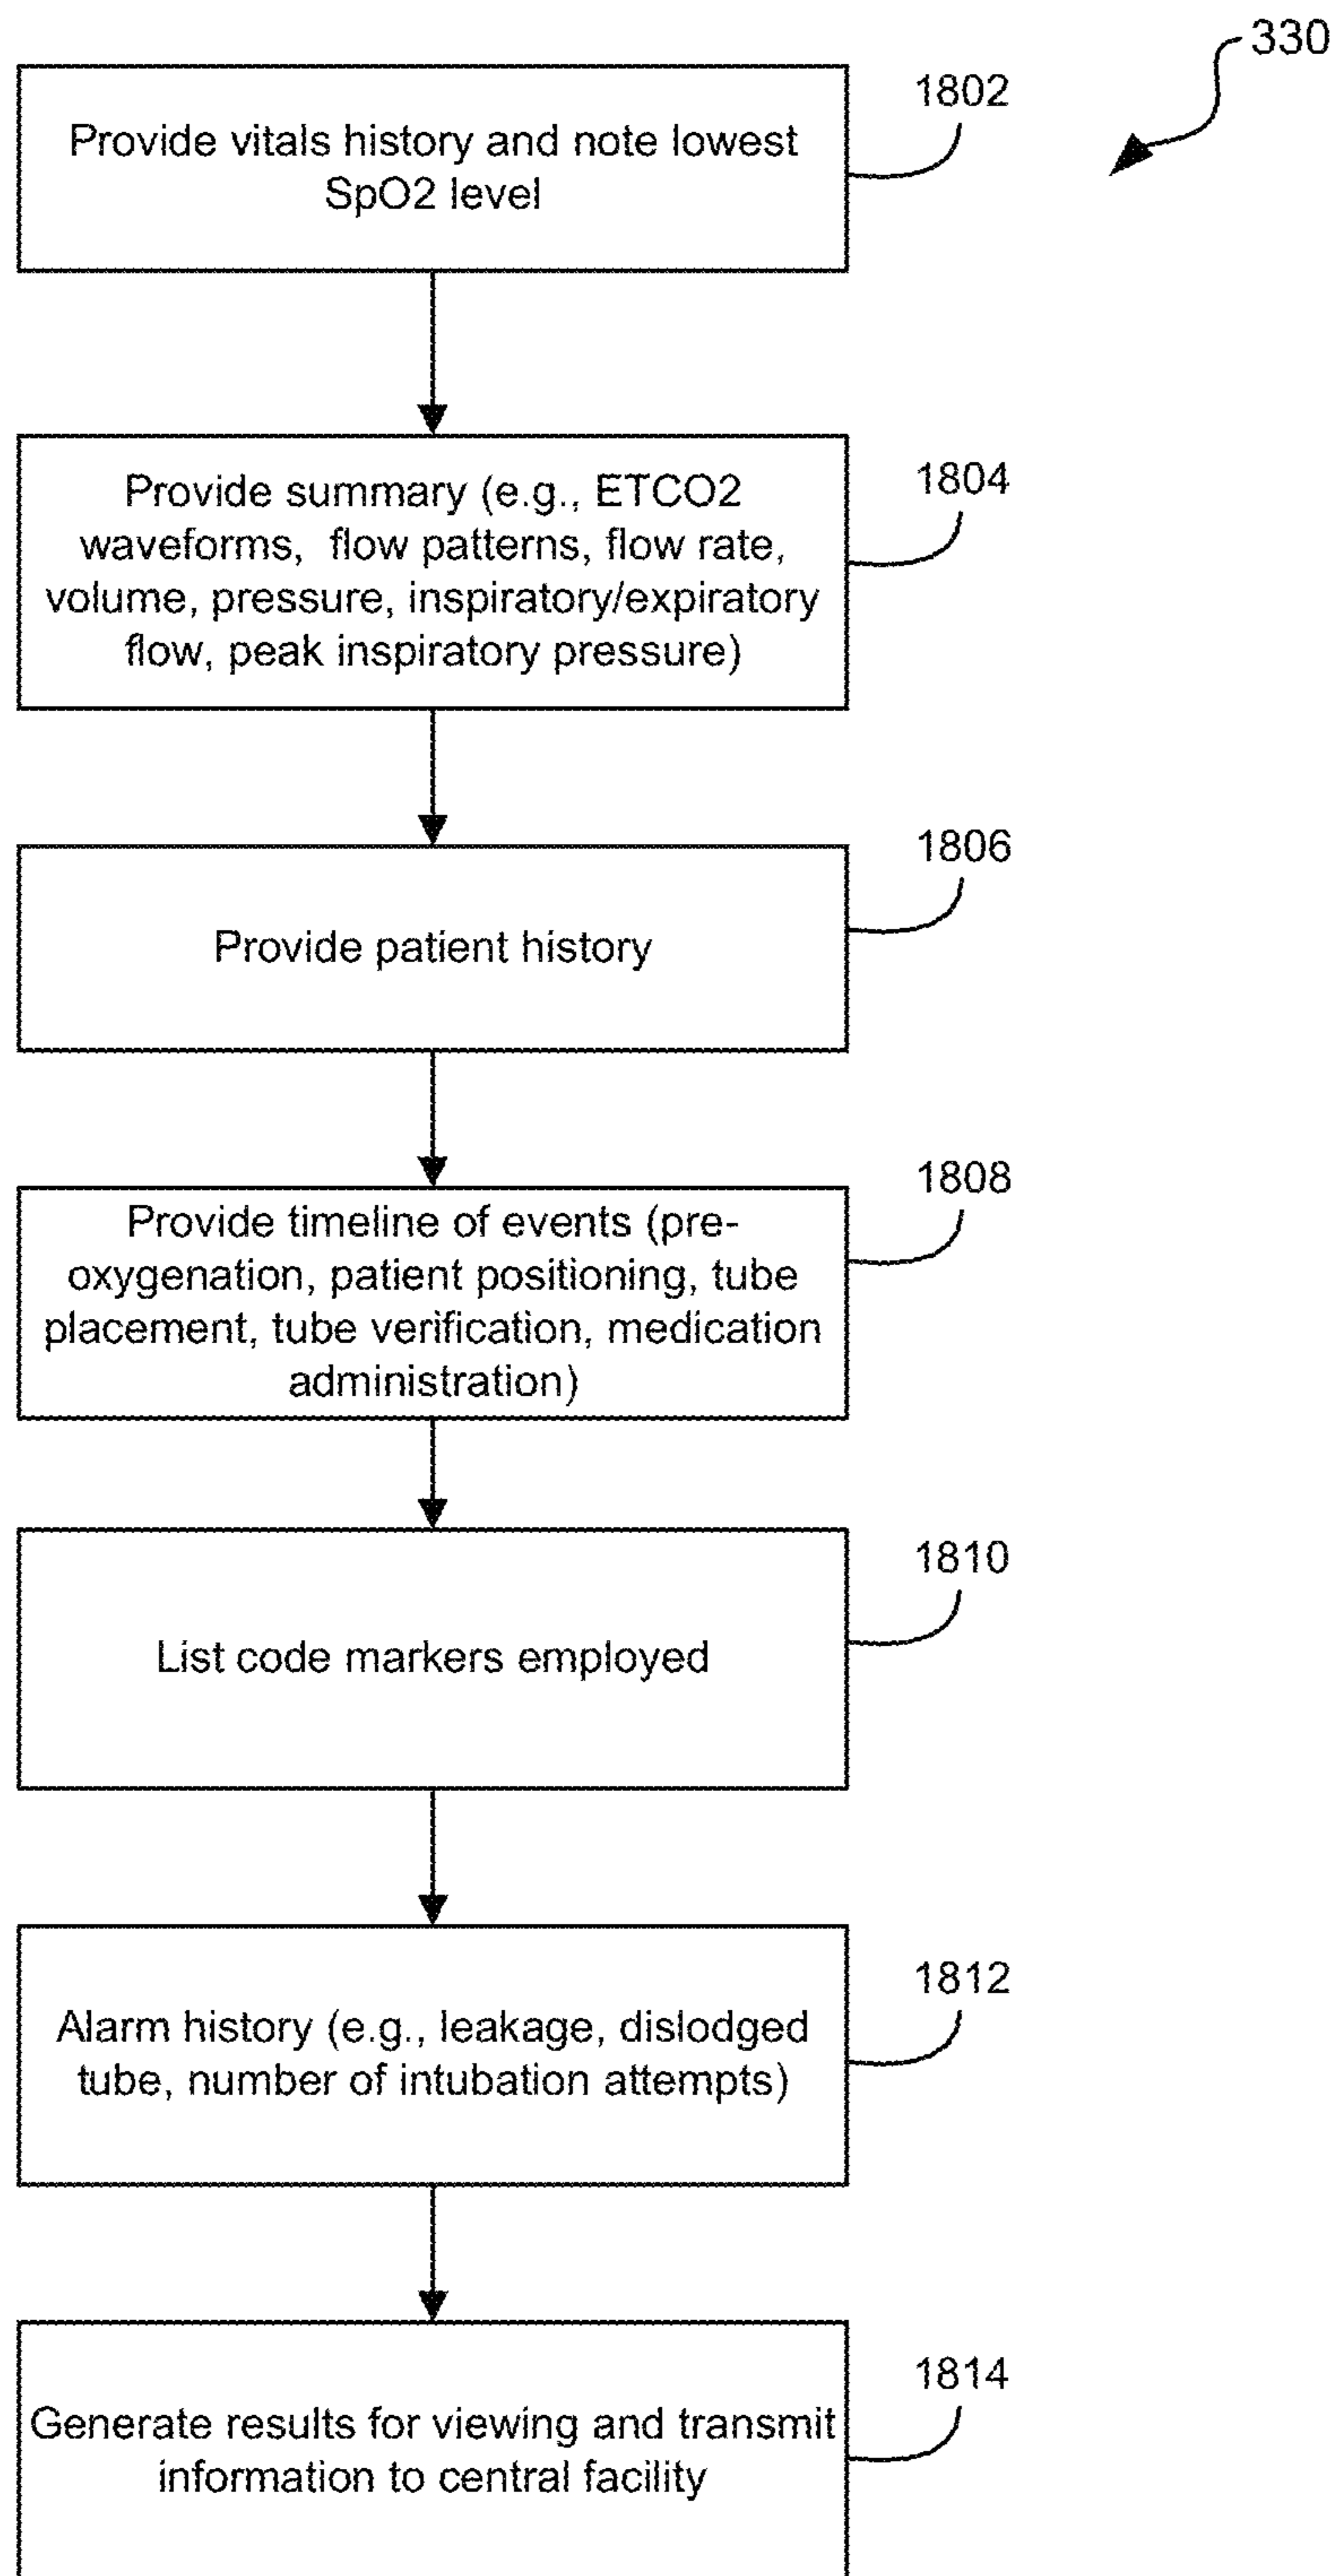 330
1802
Provide vitals history and note lowest
SpO2 level
1804
Provide summary (e.g., ETCO2
waveforms, flow patterns, flow rate,
volume, pressure, inspiratory/expiratory
flow, peak inspiratory pressure)
1806
Provide patient history
1808
Provide timeline of events (pre-
oxygenation, patient positioning, tube
placement, tube verification, medication
administration)
1810
List code markers employed
1812
Alarm history (e.g., leakage, dislodged
tube, number of intubation attempts)
1814
Generate results for viewing and transmit
information to central facility